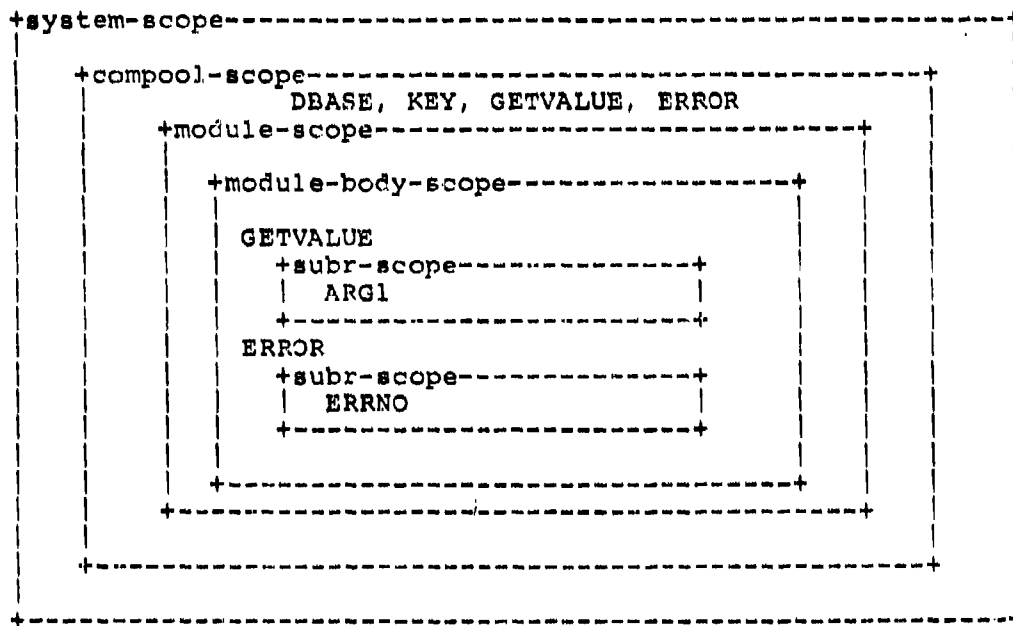 system-scope
compool-scope
DBASE, KEY, GETVALUE, ERROR
module-scope
module-body-scope
GETVALUE
subr-scope
ARG1
ERROR
subr-scope
ERRNO